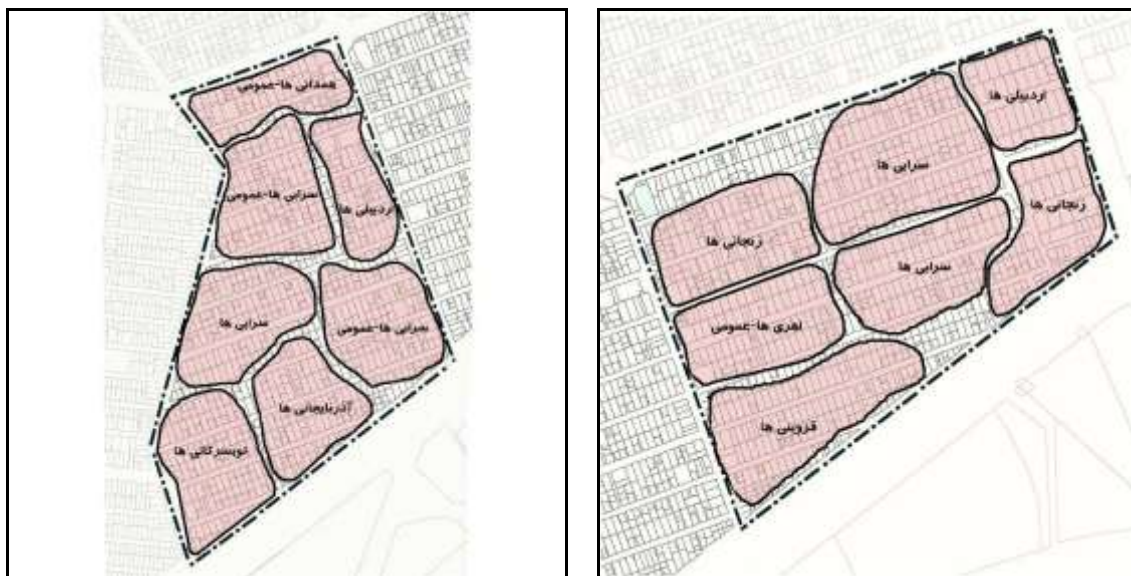 همدانی ها-عمومی
سرابی ها-عمومی
اردبیلی ها
سرابی ها
سرابی ها-عمومی
آذربایجانی ها
تویسرکانی ها
اردبیلی ها
سرابی ها
زنجانی ها
زنجانی ها
سرابی ها
اهری ها-عمومی
قزوینی ها